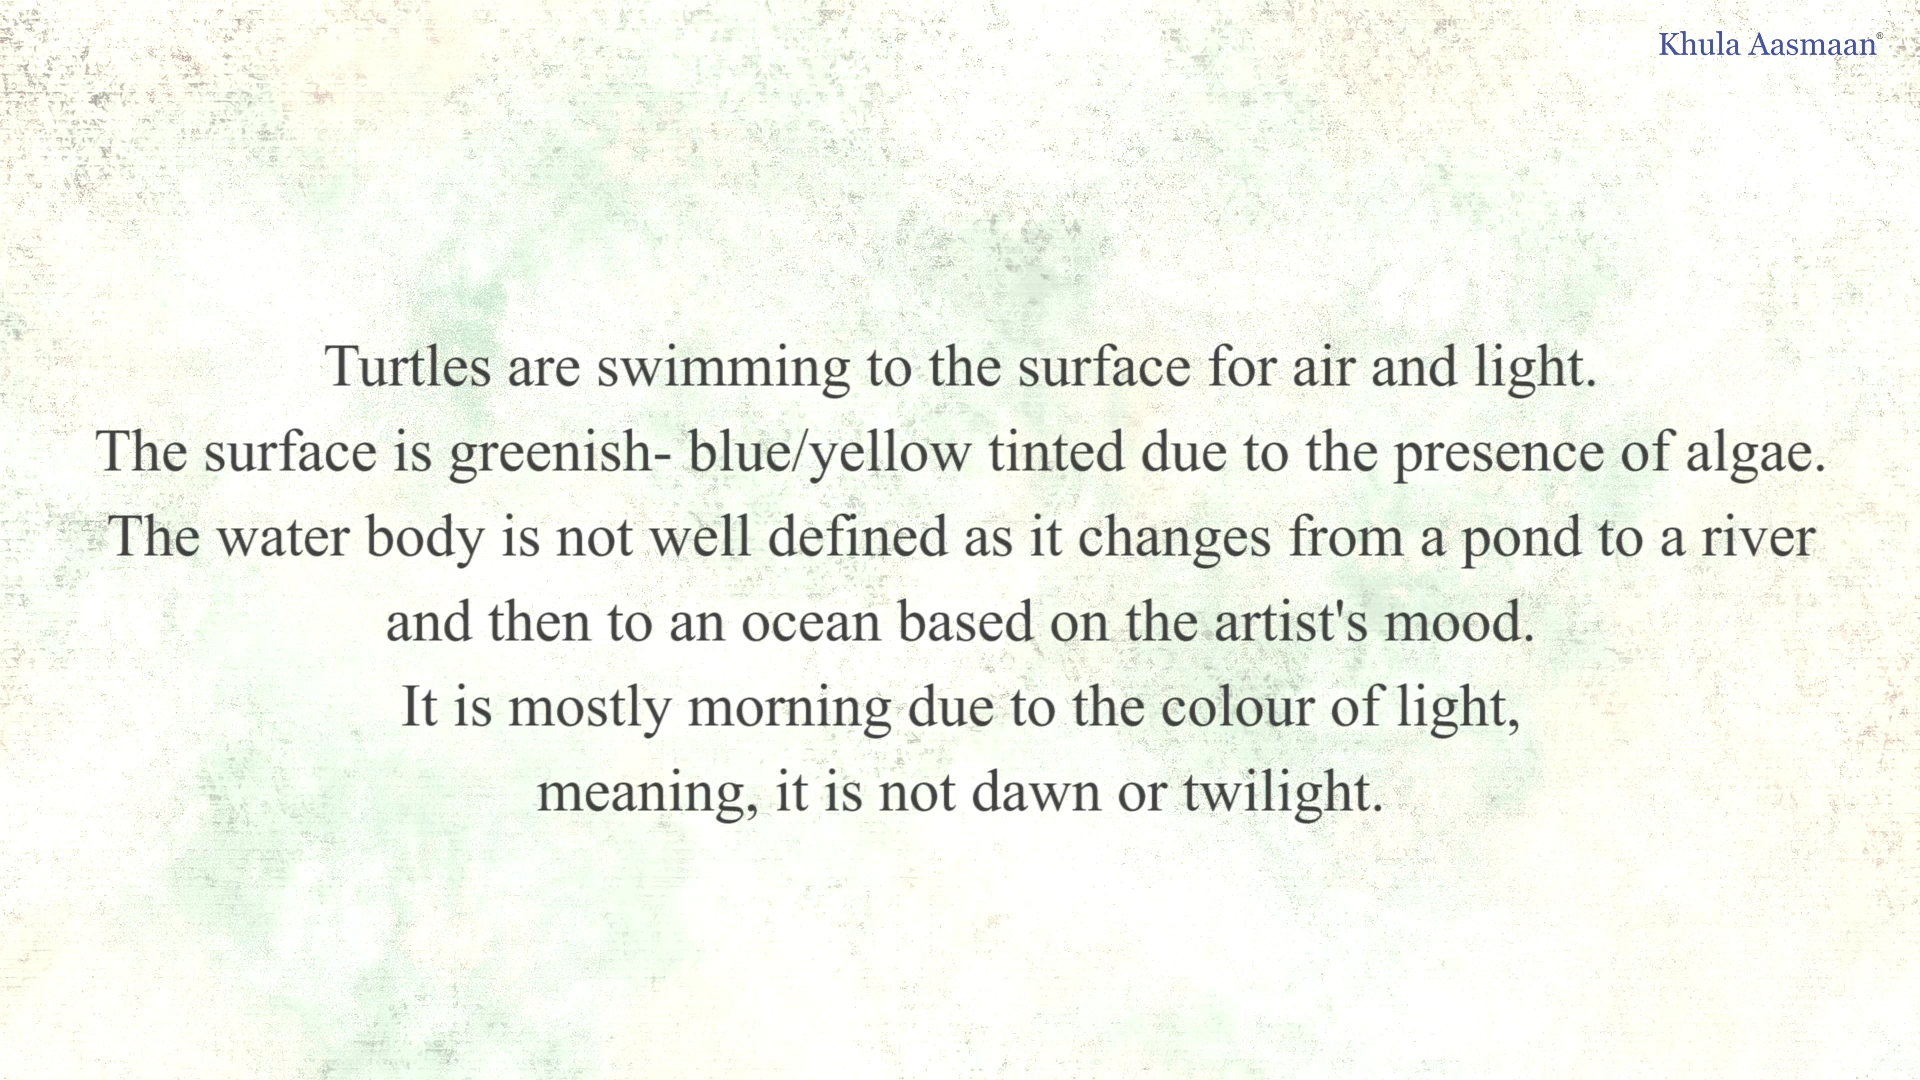 Khula Aasmaan®
Turtles are swimming to the surface for air and light.
The surface is greenish- blue/yellow tinted due to the presence of algae.
The water body is not well defined as it changes from a pond to a river
and then to an ocean based on the artist's mood.
It is mostly morning due to the colour of light,
meaning, it is not dawn or twilight.